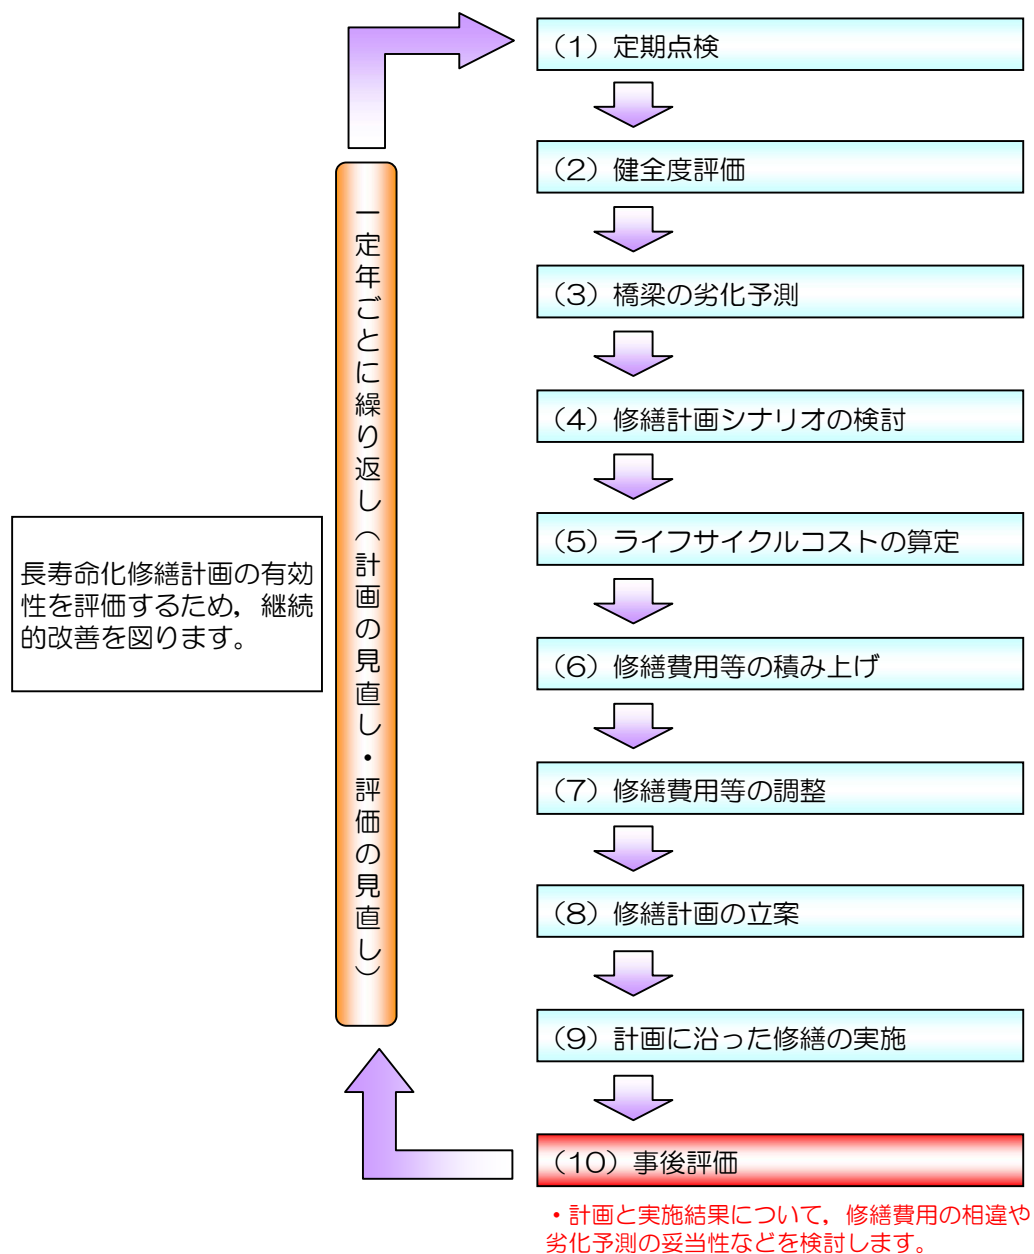 （1）定期点検
（2）健全度評価
（3）橋梁の劣化予測
（4）修繕計画シナリオの検討
（5）ライフサイクルコストの算定
（6）修繕費用等の積み上げ
（7）修繕費用等の調整
（8）修繕計画の立案
（9）計画に沿った修繕の実施
（10）事後評価
・計画と実施結果について，修繕費用の相違や
劣化予測の妥当性などを検討します。
一定年ごとに繰り返し（計画の見直し・評価の見直し）
長寿命化修繕計画の有効
性を評価するため，継続
的改善を図ります。